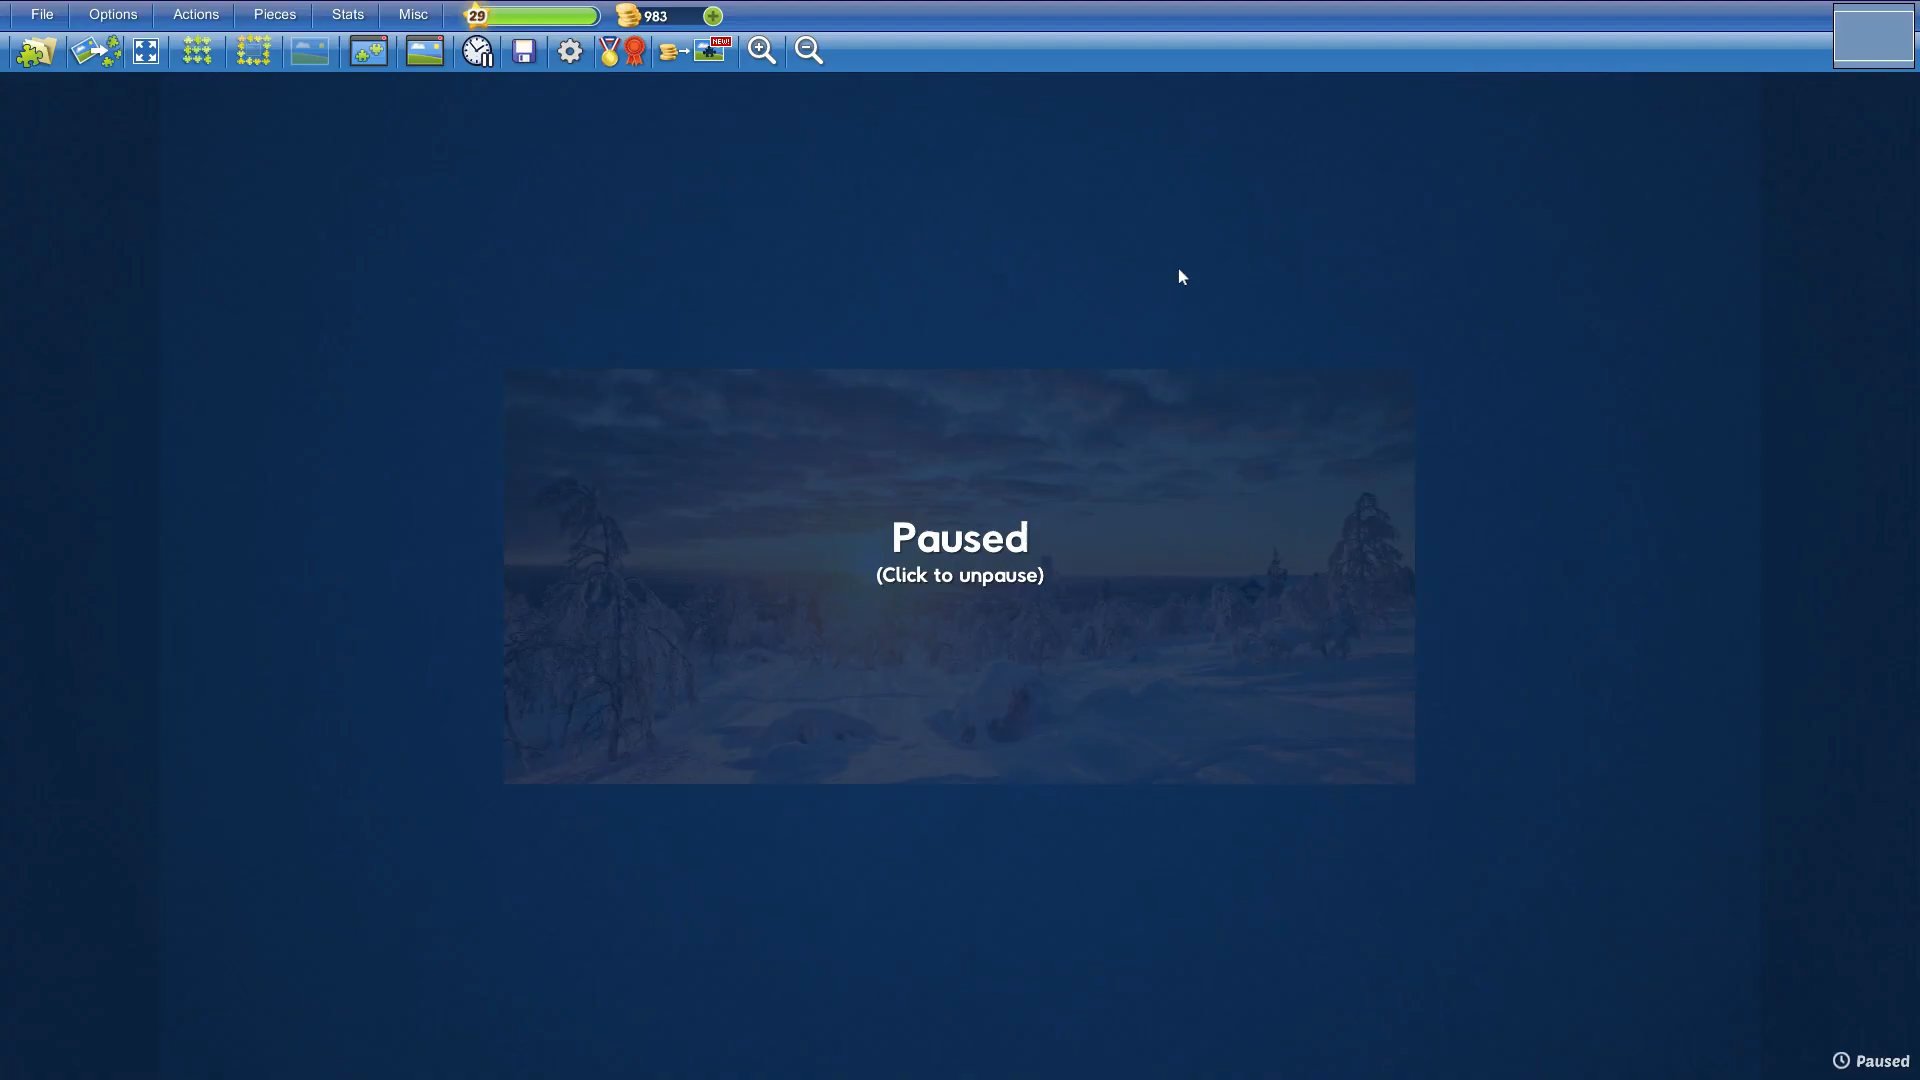 File Options Actions Pieces Stats Misc 29 983
NEW!
Paused
(Click to unpause)
Paused